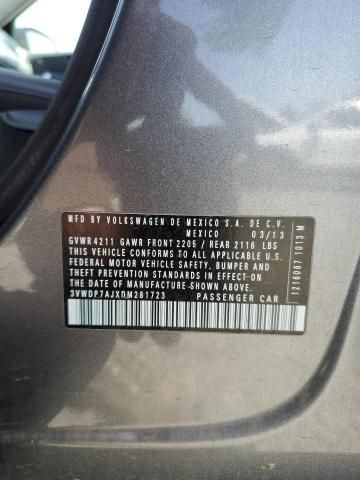 MFD BY VOLKSWAGEN DE MEXICO S.A. DE C.V.
MEXICO 03/13
GVWR 4211 GAWR FRONT 2205 / REAR 2116 LBS
THIS VEHICLE CONFORMS TO ALL APPLICABLE U.S.
FEDERAL MOTOR VEHICLE SAFETY, BUMPER AND
THEFT PREVENTION STANDARDS IN EFFECT ON
THE DATE OF MANUFACTURE SHOWN ABOVE.
3VWDP7AJXDM281723 PASSENGER CAR
1216067 1013 M